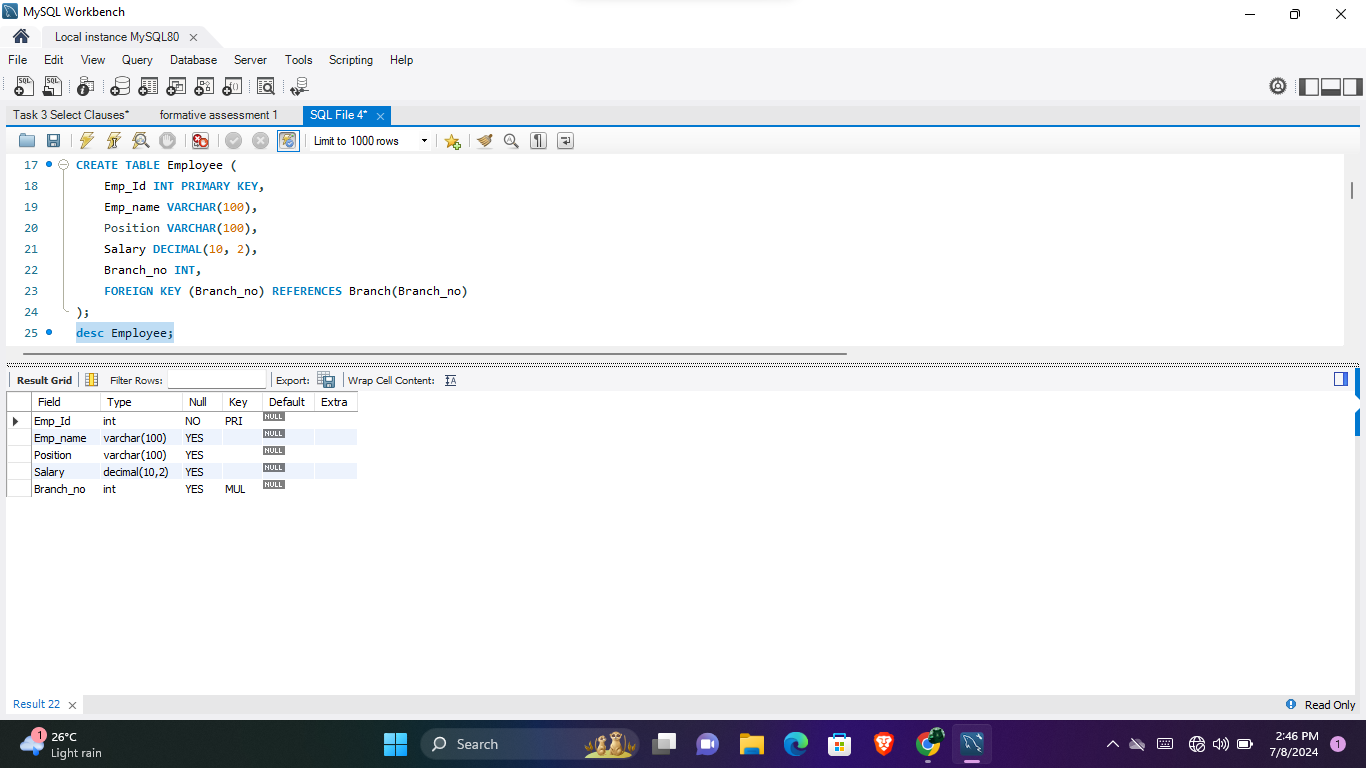 MySQL Workbench
Local instance MySQL80
File Edit View Query Database Server Tools Scripting Help
Task 3 Select Clauses* formative assessment 1 SQL File 4*
Limit to 1000 rows
17 CREATE TABLE Employee (
18 Emp_Id INT PRIMARY KEY,
19 Emp_name VARCHAR(100),
20 Position VARCHAR(100),
21 Salary DECIMAL(10, 2),
22 Branch_no INT,
23 FOREIGN KEY (Branch_no) REFERENCES Branch(Branch_no)
24 );
25 desc Employee;
Result Grid Filter Rows: Export: Wrap Cell Content:
Field Type Null Key Default Extra
Emp_Id int NO PRI NULL
Emp_name varchar(100) YES NULL
Position varchar(100) YES NULL
Salary decimal(10,2) YES NULL
Branch_no int YES MUL NULL
Result 22 Read Only
1 26°C
Light rain
Search
2:46 PM
7/8/2024 1